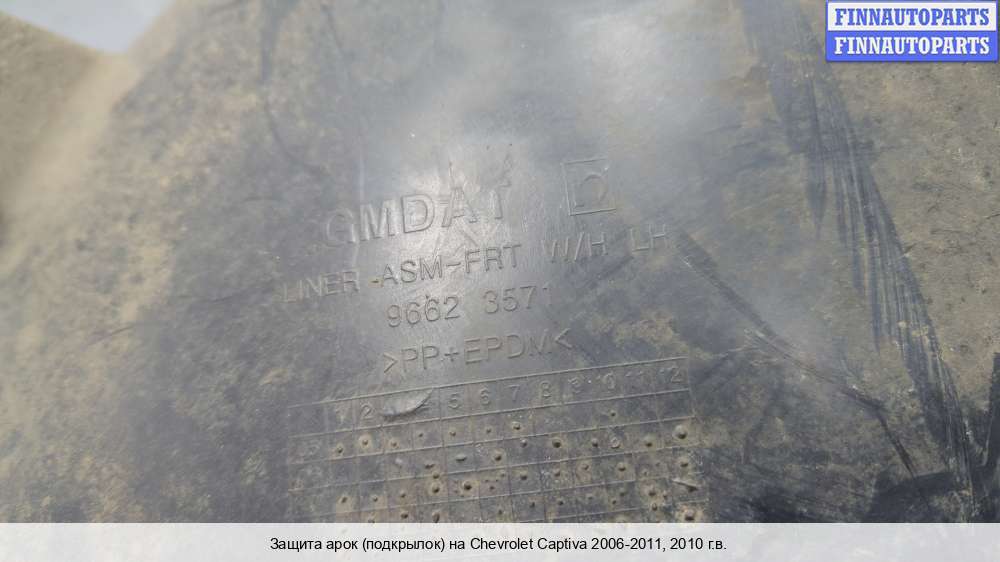 FINNAUTOPARTS
FINNAUTOPARTS
GMDAT
LINER ASM-FRT W/H LH
9662 3571
>PP+EPDM<
1 2 4 5 6 7 8 9 10 11 12
Защита арок (подкрылок) на Chevrolet Captiva 2006-2011, 2010 г.в.